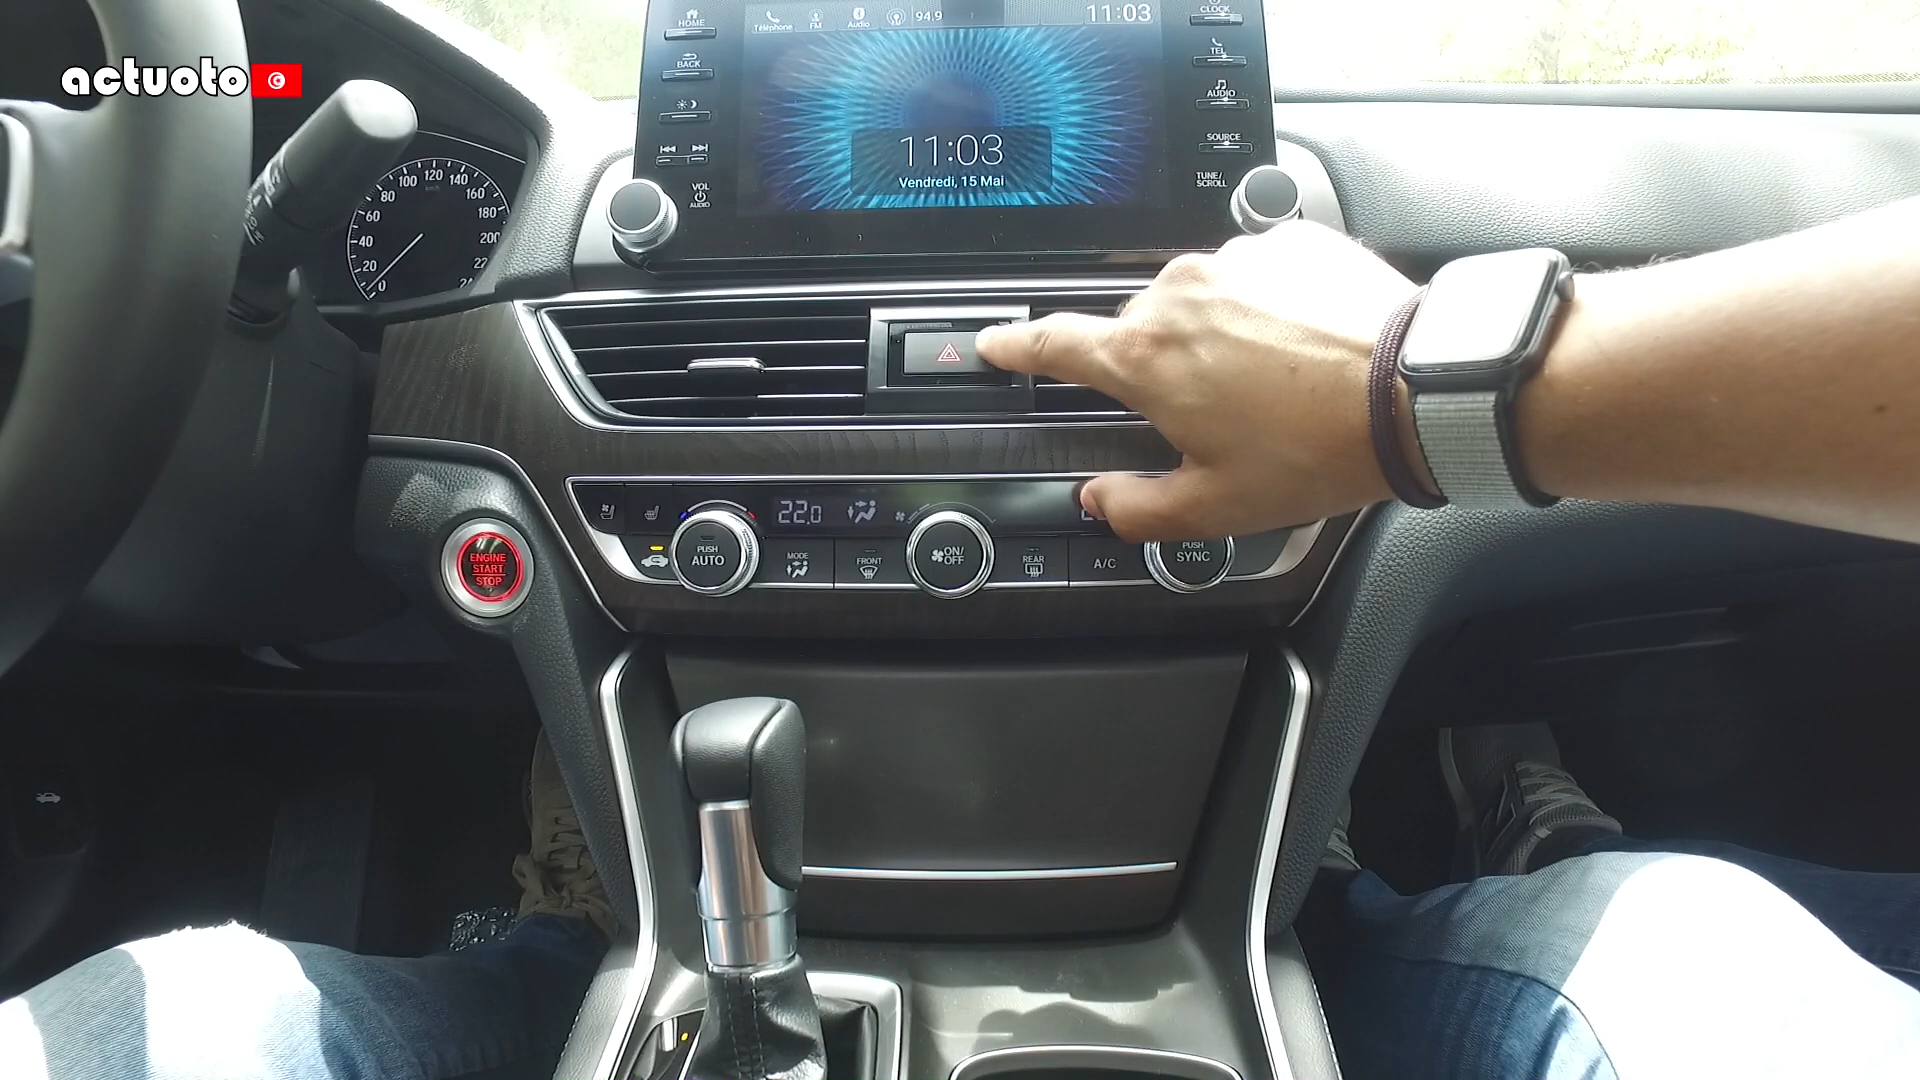 actuoto
HOME
BACK
VOL
AUDIO
Téléphone
FM
Audio
94.9
11:03
11:03
Vendredi, 15 Mai
CLOCK
TEL
AUDIO
SOURCE
TUNE/
SCROLL
0
20
40
60
80
100
120
140
160
180
200
km/h
ENGINE
START
STOP
22.0
PUSH
AUTO
MODE
FRONT
ON/
OFF
REAR
A/C
PUSH
SYNC